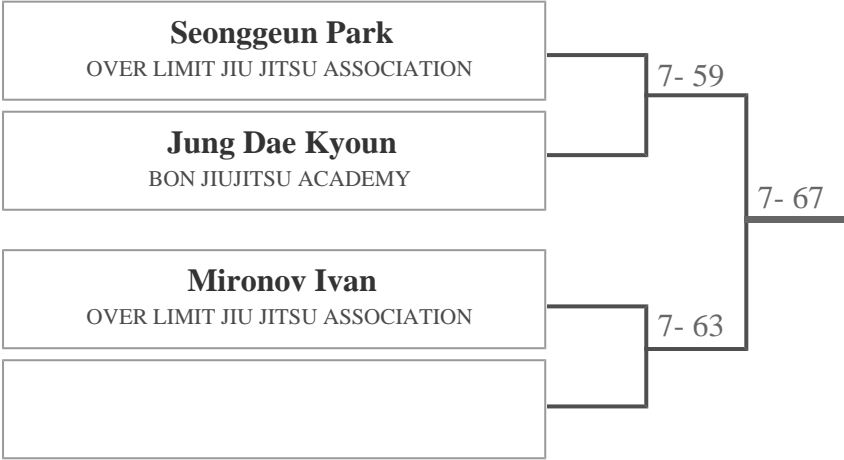 Seonggeun Park
OVER LIMIT JIU JITSU ASSOCIATION
7- 59
Jung Dae Kyoun
BON JIUJITSU ACADEMY
7- 67
Mironov Ivan
OVER LIMIT JIU JITSU ASSOCIATION
7- 63